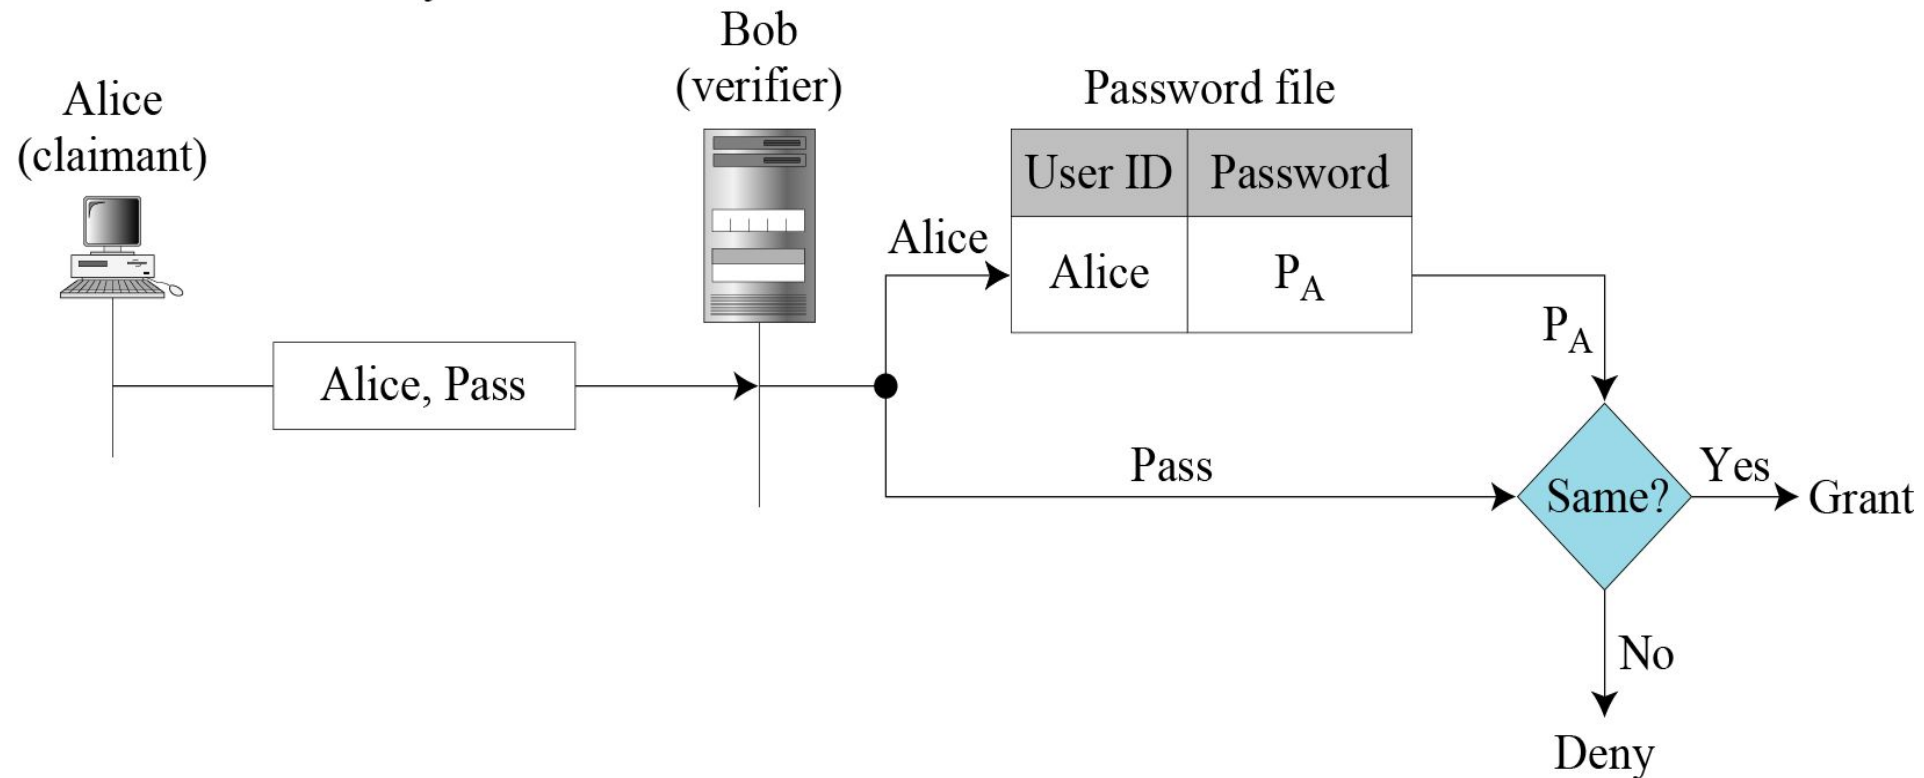 Bob
(verifier)
Alice
(claimant)
Password file
User ID Password
Alice
Alice P_A
P_A
Alice, Pass
Pass
Same?
Yes
Grant
No
Deny